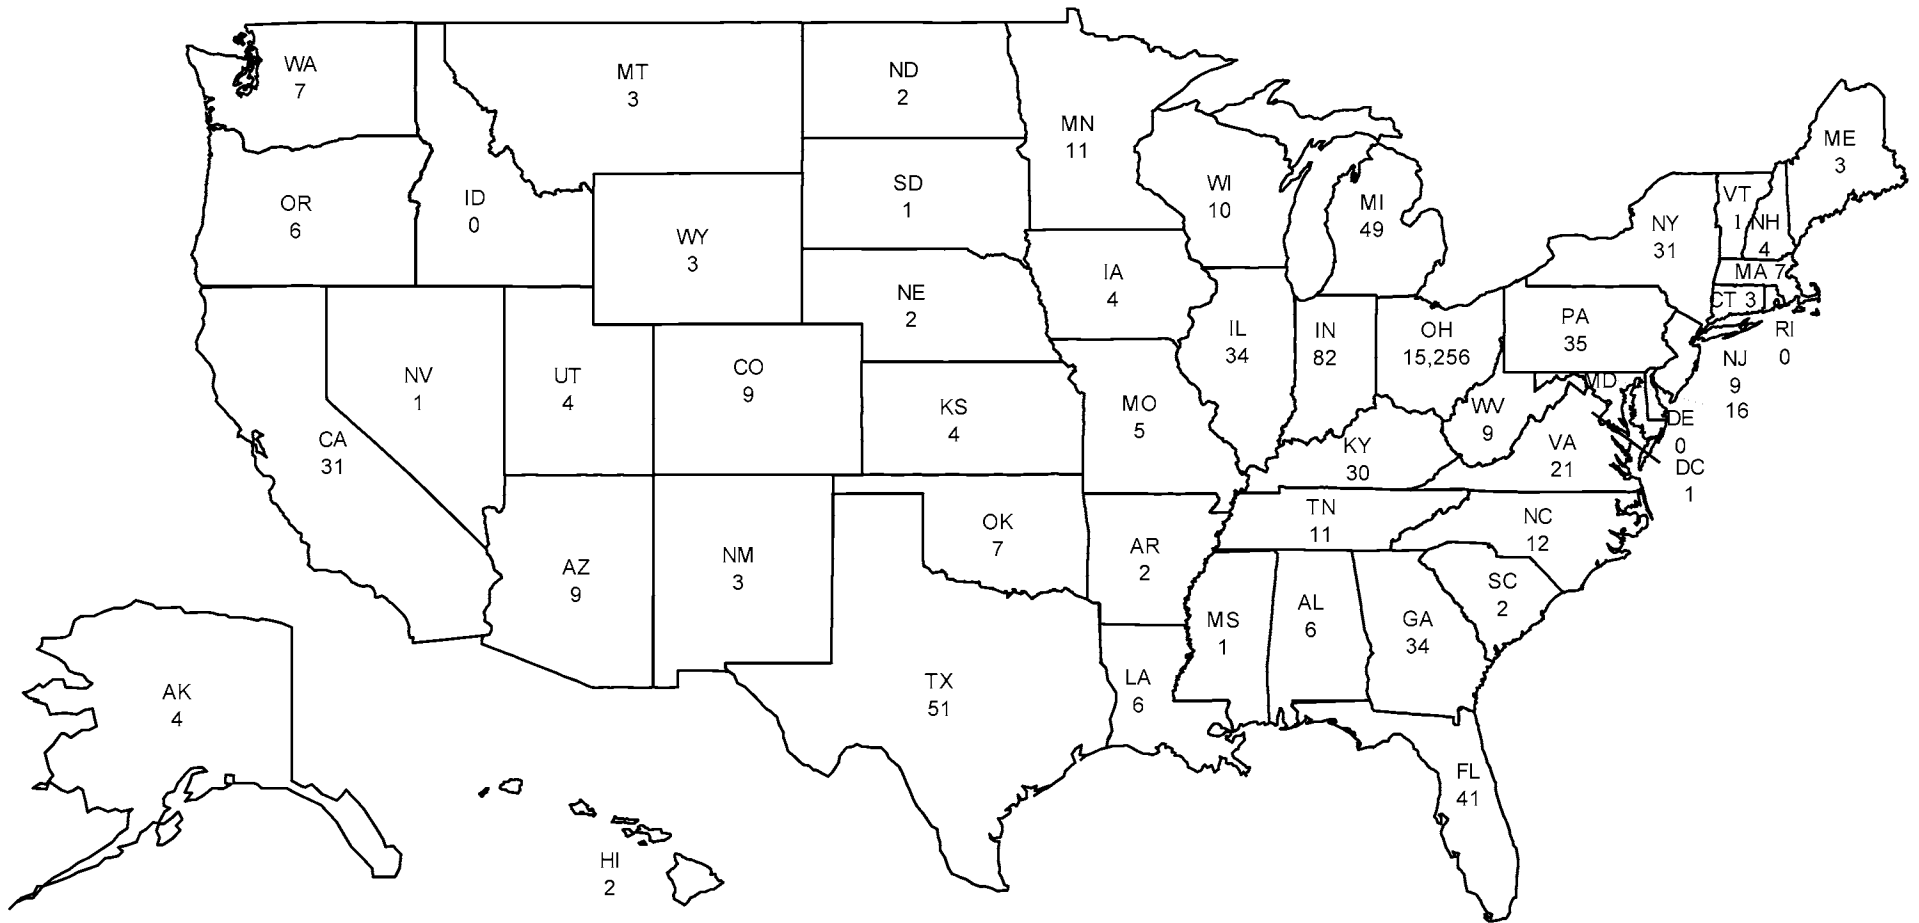 WA
7
MT
3
ND
2
MN
11
ME
3
OR
6
ID
0
SD
1
WI
10
MI
49
NY
31
VT
1
NH
4
WY
3
MA 7
IA
4
NE
2
CT 3
RI
0
IL
34
IN
82
OH
15,256
PA
35
NJ
9
16
MD
NV
1
UT
4
CO
9
KS
4
MO
5
WV
9
DE
0
CA
31
KY
30
VA
21
DC
1
OK
7
TN
11
NC
12
AZ
9
NM
3
AR
2
SC
2
MS
1
AL
6
GA
34
AK
4
TX
51
LA
6
FL
41
HI
2